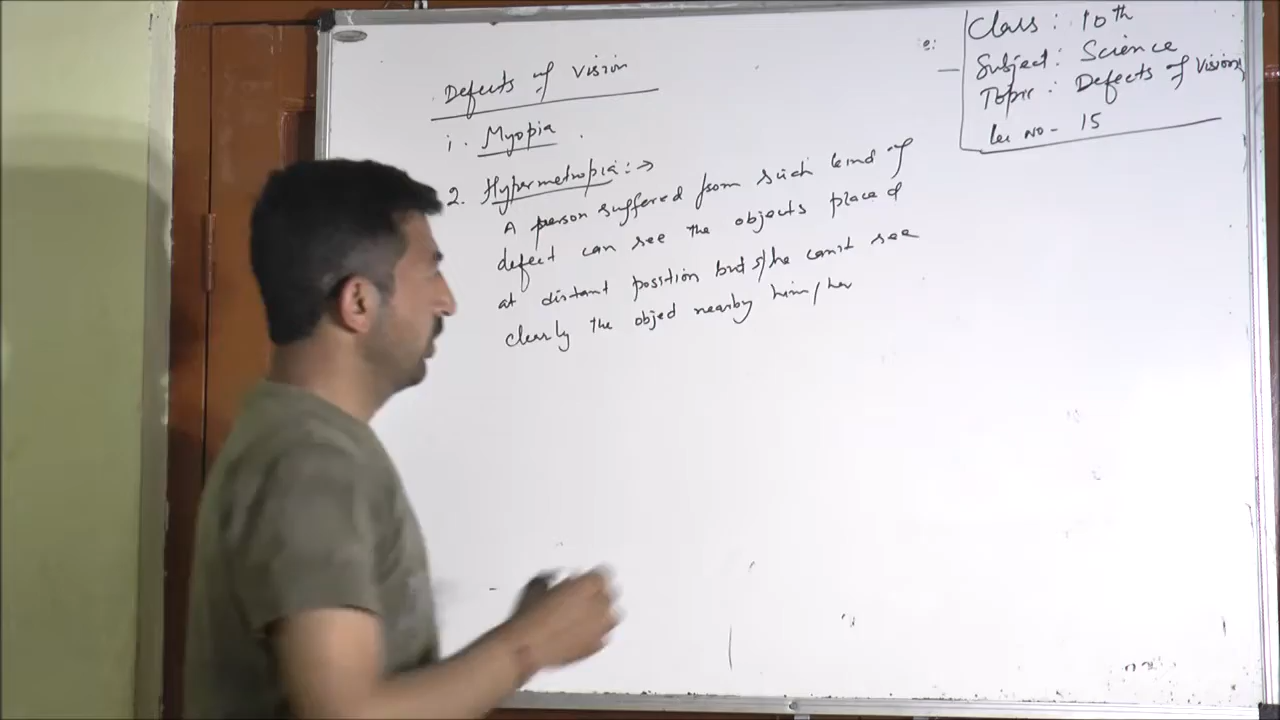 Defects of vision
1. Myopia
2. Hypermetropia :→
A person suffered from such kind of
defect can see the objects placed
at distant position but s/he can't see
clearly the object nearby him/her
Class : 10th
Subject : Science
Topic : Defects of Vision
Lec No - 15